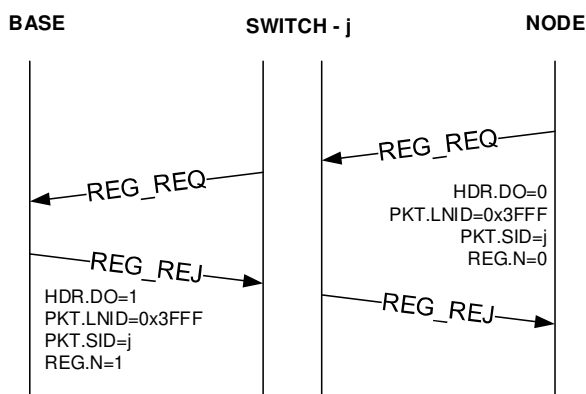 BASE
SWITCH - j
NODE
REG_REQ
REG_REQ
HDR.DO=0
PKT.LNID=0x3FFF
PKT.SID=j
REG.N=0
REG_REJ
HDR.DO=1
PKT.LNID=0x3FFF
PKT.SID=j
REG.N=1
REG_REJ